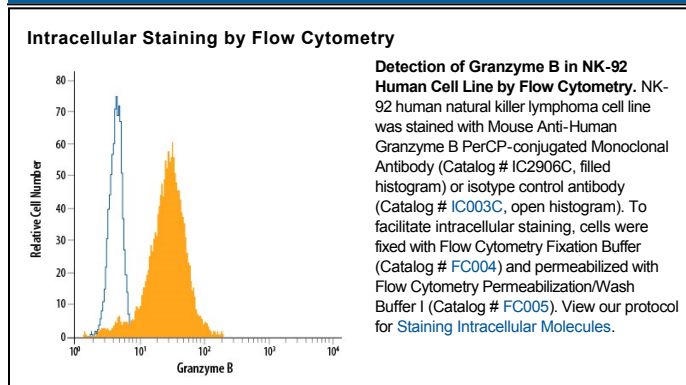 Intracellular Staining by Flow Cytometry
80
70
60
50
40
30
20
10
0
Relative Cell Number
10⁰
10¹
10²
10³
10⁴
Granzyme B
Detection of Granzyme B in NK-92
Human Cell Line by Flow Cytometry. NK-
92 human natural killer lymphoma cell line
was stained with Mouse Anti-Human
Granzyme B PerCP-conjugated Monoclonal
Antibody (Catalog # IC2906C, filled
histogram) or isotype control antibody
(Catalog # IC003C, open histogram). To
facilitate intracellular staining, cells were
fixed with Flow Cytometry Fixation Buffer
(Catalog # FC004) and permeabilized with
Flow Cytometry Permeabilization/Wash
Buffer I (Catalog # FC005). View our protocol
for Staining Intracellular Molecules.